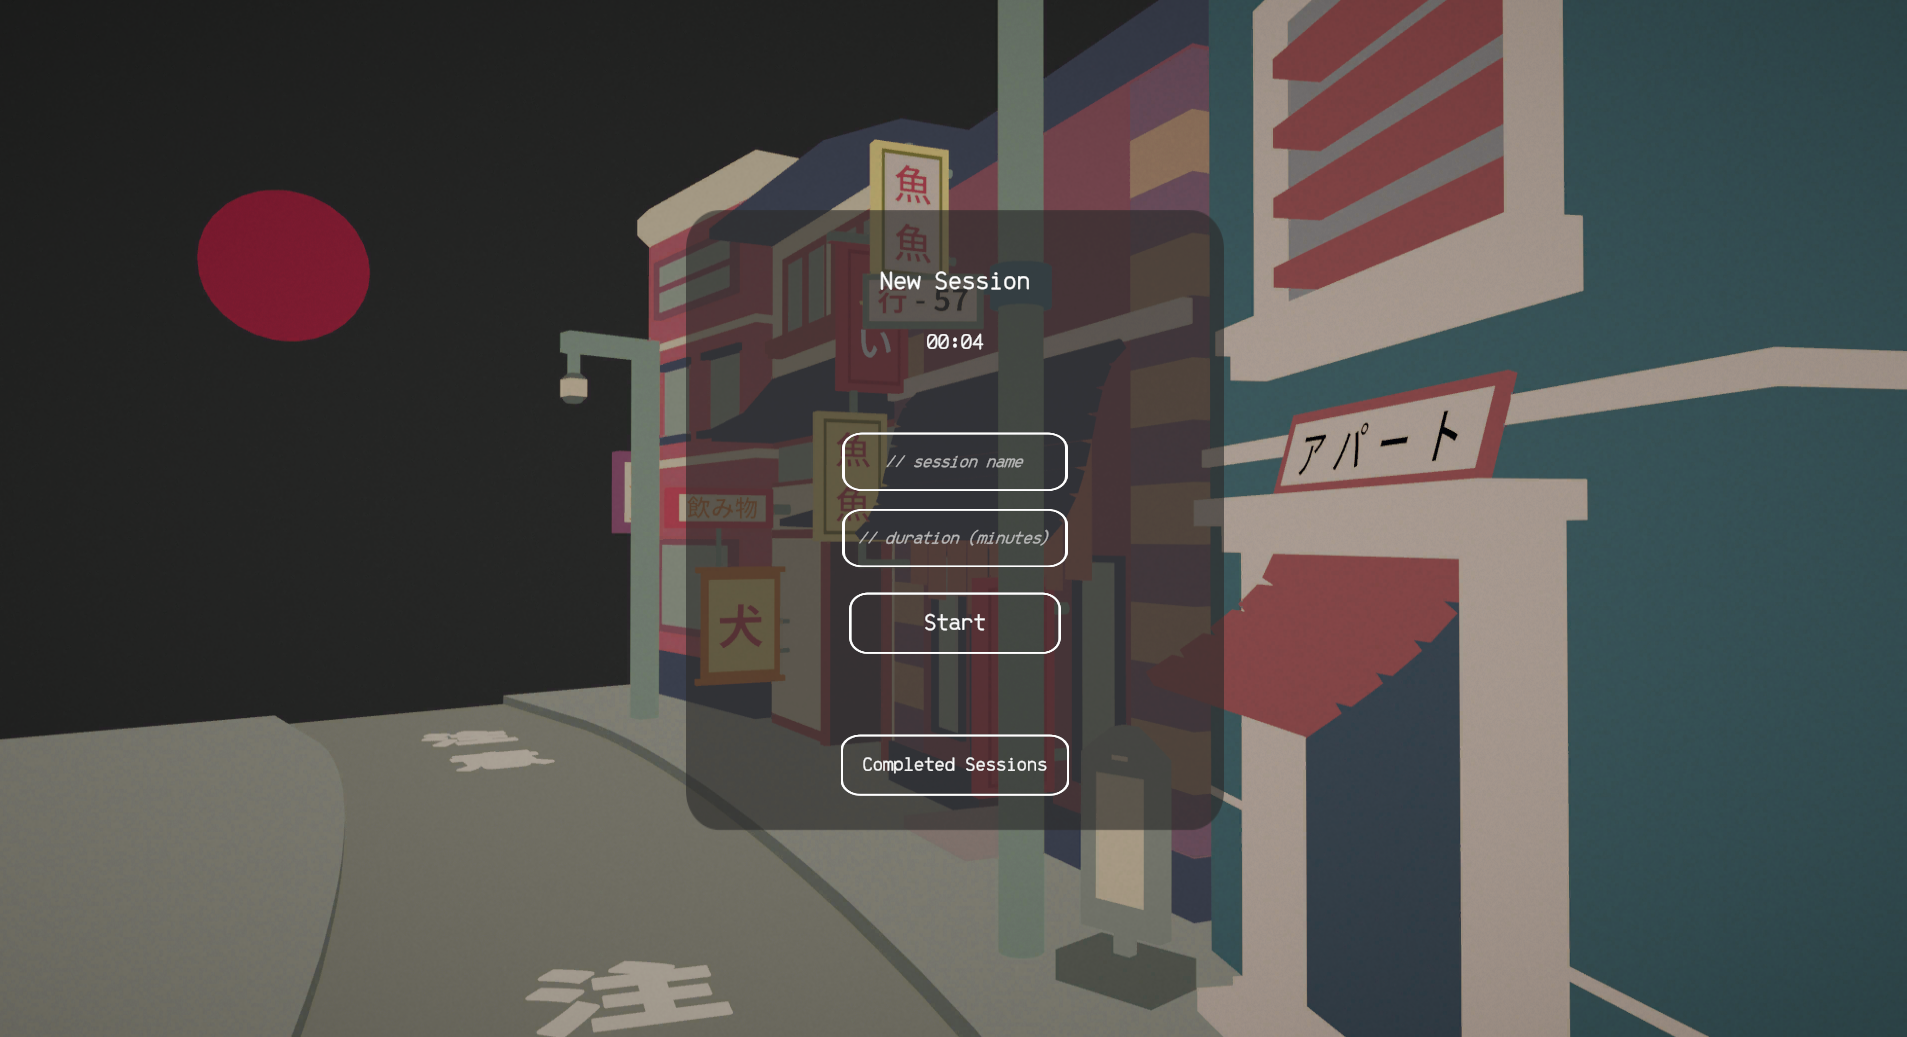 魚
魚
New Session
行 - 57
い
00:04
アパート
魚
魚
// session name
飲み物
// duration (minutes)
犬
Start
Completed Sessions
注